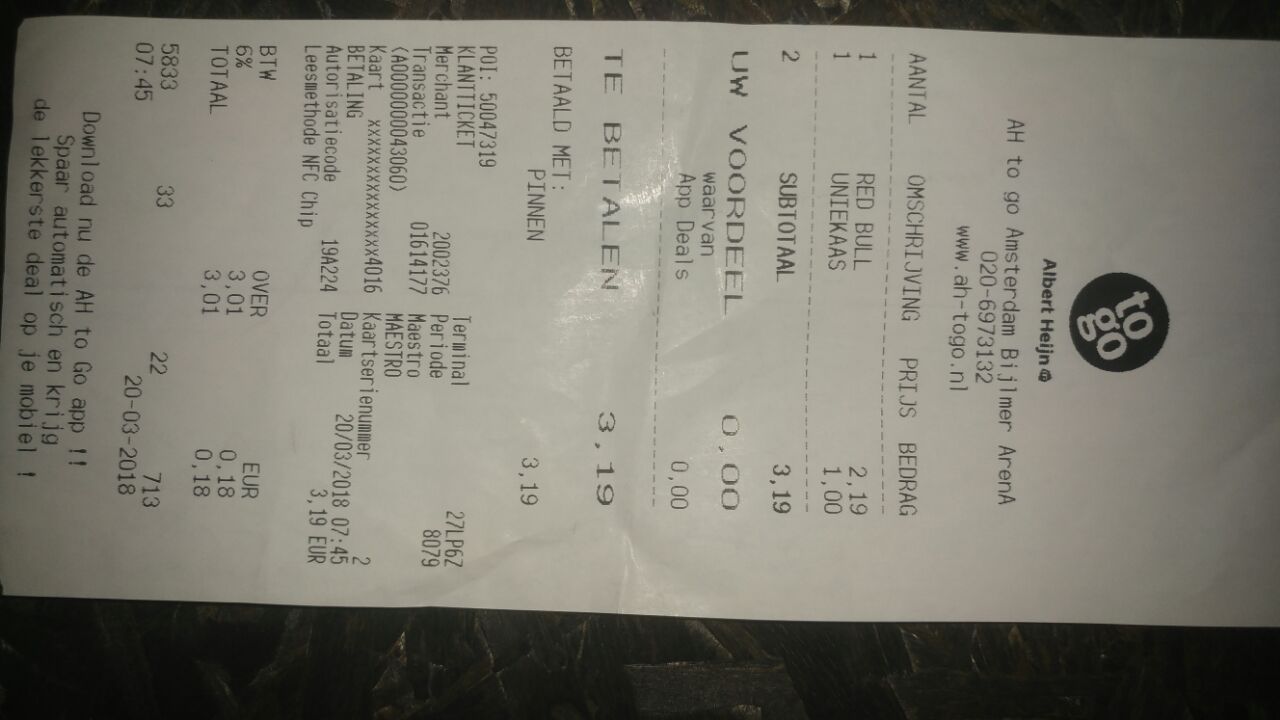 to
go
Albert Heijn
AH to go Amsterdam Bijlmer ArenA
020-6973132
www.ah-togo.nl
AANTAL OMSCHRIJVING PRIJS BEDRAG
1 RED BULL 2,19
1 UNIEKAAS 1,00
2 SUBTOTAAL 3,19
UW VOORDEEL 0,00
waarvan
App Deals 0,00
TE BETALEN 3,19
BETAALD MET:
PINNEN 3,19
POI: 50047319
KLANTTICKET Terminal 27LP6Z
Merchant 2002376 Periode 8079
Transactie 01614177 Maestro
(A0000000043060) MAESTRO
Kaart xxxxxxxxxxxxxxx4016 Kaartserienummer 2
BETALING Datum 20/03/2018 07:45
Autorisatiecode 19A224 Totaal 3,19 EUR
Leesmethode NFC Chip
BTW OVER EUR
6% 3,01 0,18
TOTAAL 3,01 0,18
5833 33 22 713
07:45 20-03-2018
Download nu de AH to Go app !!
Spaar automatisch en krijg
de lekkerste deal op je mobiel !